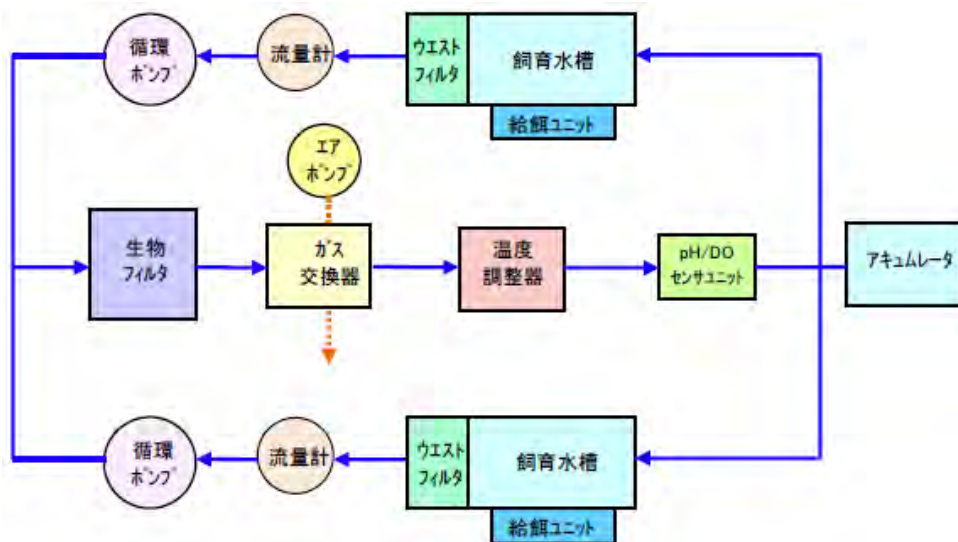 循環
ポンプ
流量計
ウエスト
フィルタ
飼育水槽
給餌ユニット
エア
ポンプ
生物
フィルタ
ガス
交換器
温度
調整器
pH/DO
センサユニット
アキュムレータ
循環
ポンプ
流量計
ウエスト
フィルタ
飼育水槽
給餌ユニット